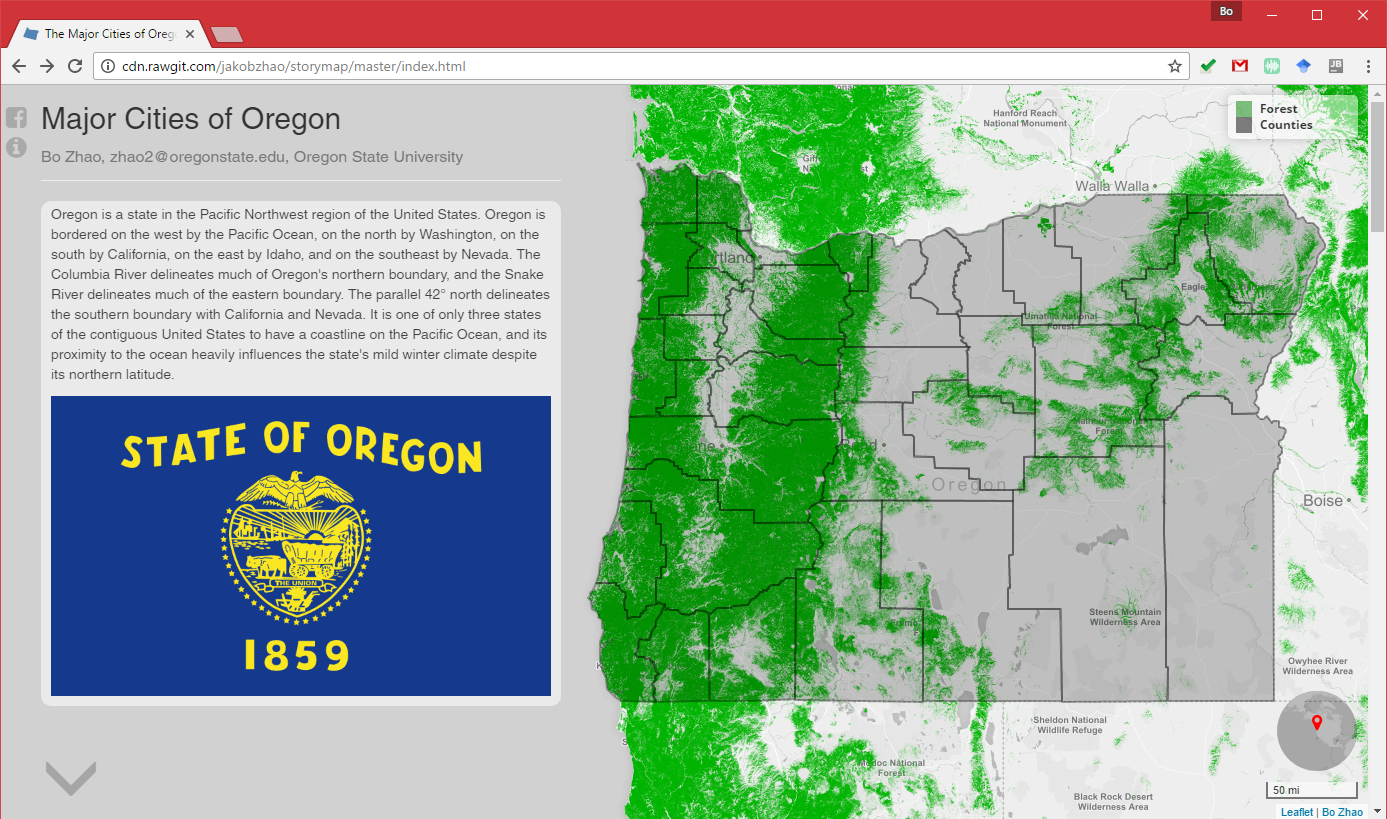 Bo
The Major Cities of Oreg
cdn.rawgit.com/jakobzhao/storymap/master/index.html
JB
Major Cities of Oregon
Bo Zhao, zhao2@oregonstate.edu, Oregon State University
Oregon is a state in the Pacific Northwest region of the United States. Oregon is
bordered on the west by the Pacific Ocean, on the north by Washington, on the
south by California, on the east by Idaho, and on the southeast by Nevada. The
Columbia River delineates much of Oregon's northern boundary, and the Snake
River delineates much of the eastern boundary. The parallel 42° north delineates
the southern boundary with California and Nevada. It is one of only three states
of the contiguous United States to have a coastline on the Pacific Ocean, and its
proximity to the ocean heavily influences the state's mild winter climate despite
its northern latitude.
STATE OF OREGON
THE UNION
1859
Forest
Counties
Hanford Reach
National Monument
Walla Walla
Umatilla National
Forest
Malheur National
Forest
Oregon
Boise
Steens Mountain
Wilderness Area
Owyhee River
Wilderness Area
Sheldon National
Wildlife Refuge
Modoc National
Forest
Black Rock Desert
Wilderness Area
50 mi
Leaflet | Bo Zhao